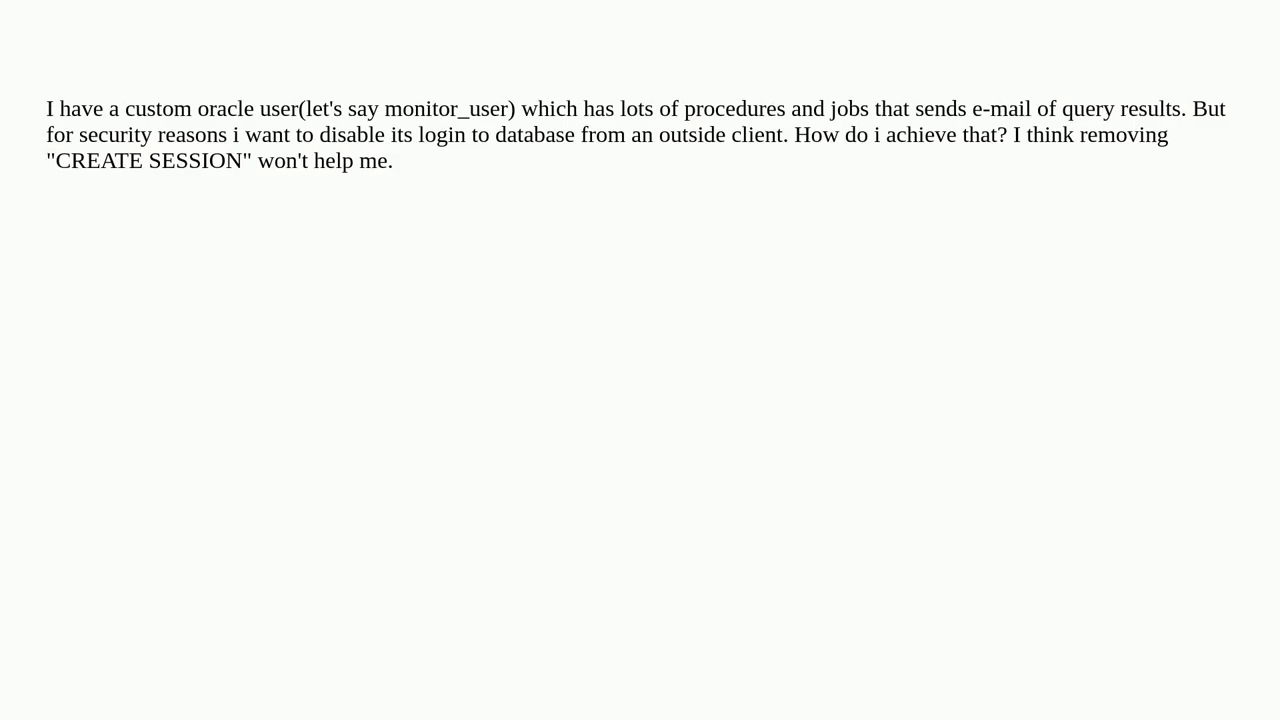 I have a custom oracle user(let's say monitor_user) which has lots of procedures and jobs that sends e-mail of query results. But
for security reasons i want to disable its login to database from an outside client. How do i achieve that? I think removing
"CREATE SESSION" won't help me.